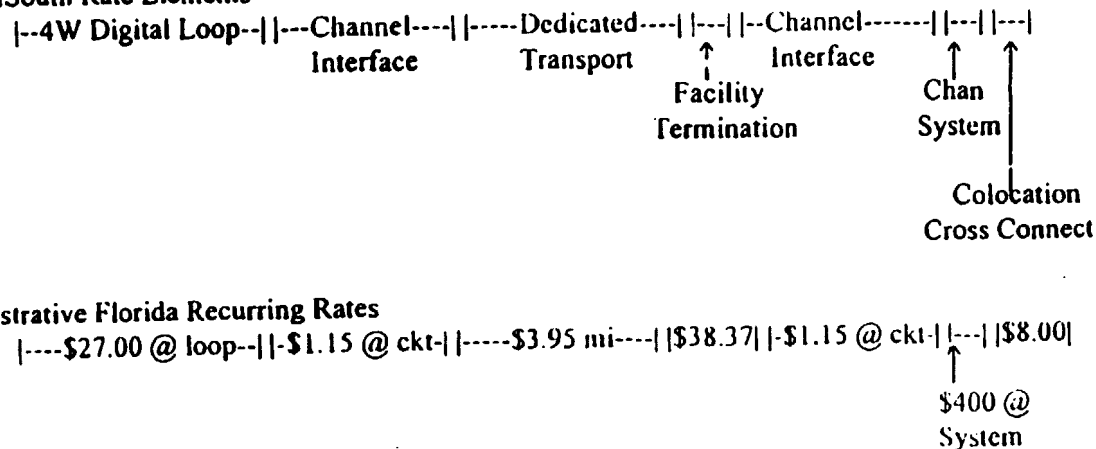 Rate Elements
|--4W Digital Loop--||---Channel----||-----Dedicated----||---||--Channel-------||---||---|
Interface Transport Interface
Facility Chan
Termination System
Colocation
Cross Connect
strative Florida Recurring Rates
|----$27.00 @ loop--||-$1.15 @ ckt-||-----$3.95 mi----||$38.37||-$1.15 @ ckt-||---||$8.00|
$400 @
System